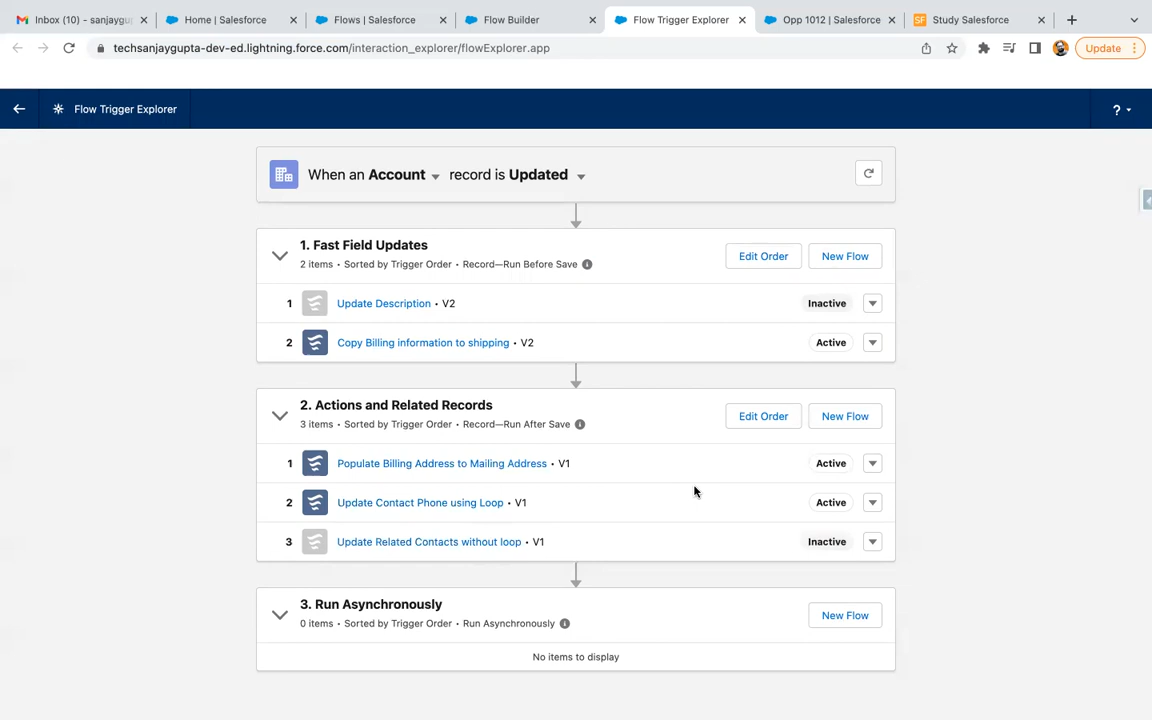 Inbox (10) - sanjaygu
Home | Salesforce
Flows | Salesforce
Flow Builder
Flow Trigger Explorer
Opp 1012 | Salesforce
SF Study Salesforce
techsanjaygupta-dev-ed.lightning.force.com/interaction_explorer/flowExplorer.app
Update
Flow Trigger Explorer
?
When an Account record is Updated
1. Fast Field Updates
2 items • Sorted by Trigger Order • Record—Run Before Save
Edit Order
New Flow
1 Update Description • V2 Inactive
2 Copy Billing information to shipping • V2 Active
2. Actions and Related Records
3 items • Sorted by Trigger Order • Record—Run After Save
Edit Order
New Flow
1 Populate Billing Address to Mailing Address • V1 Active
2 Update Contact Phone using Loop • V1 Active
3 Update Related Contacts without loop • V1 Inactive
3. Run Asynchronously
0 items • Sorted by Trigger Order • Run Asynchronously
New Flow
No items to display